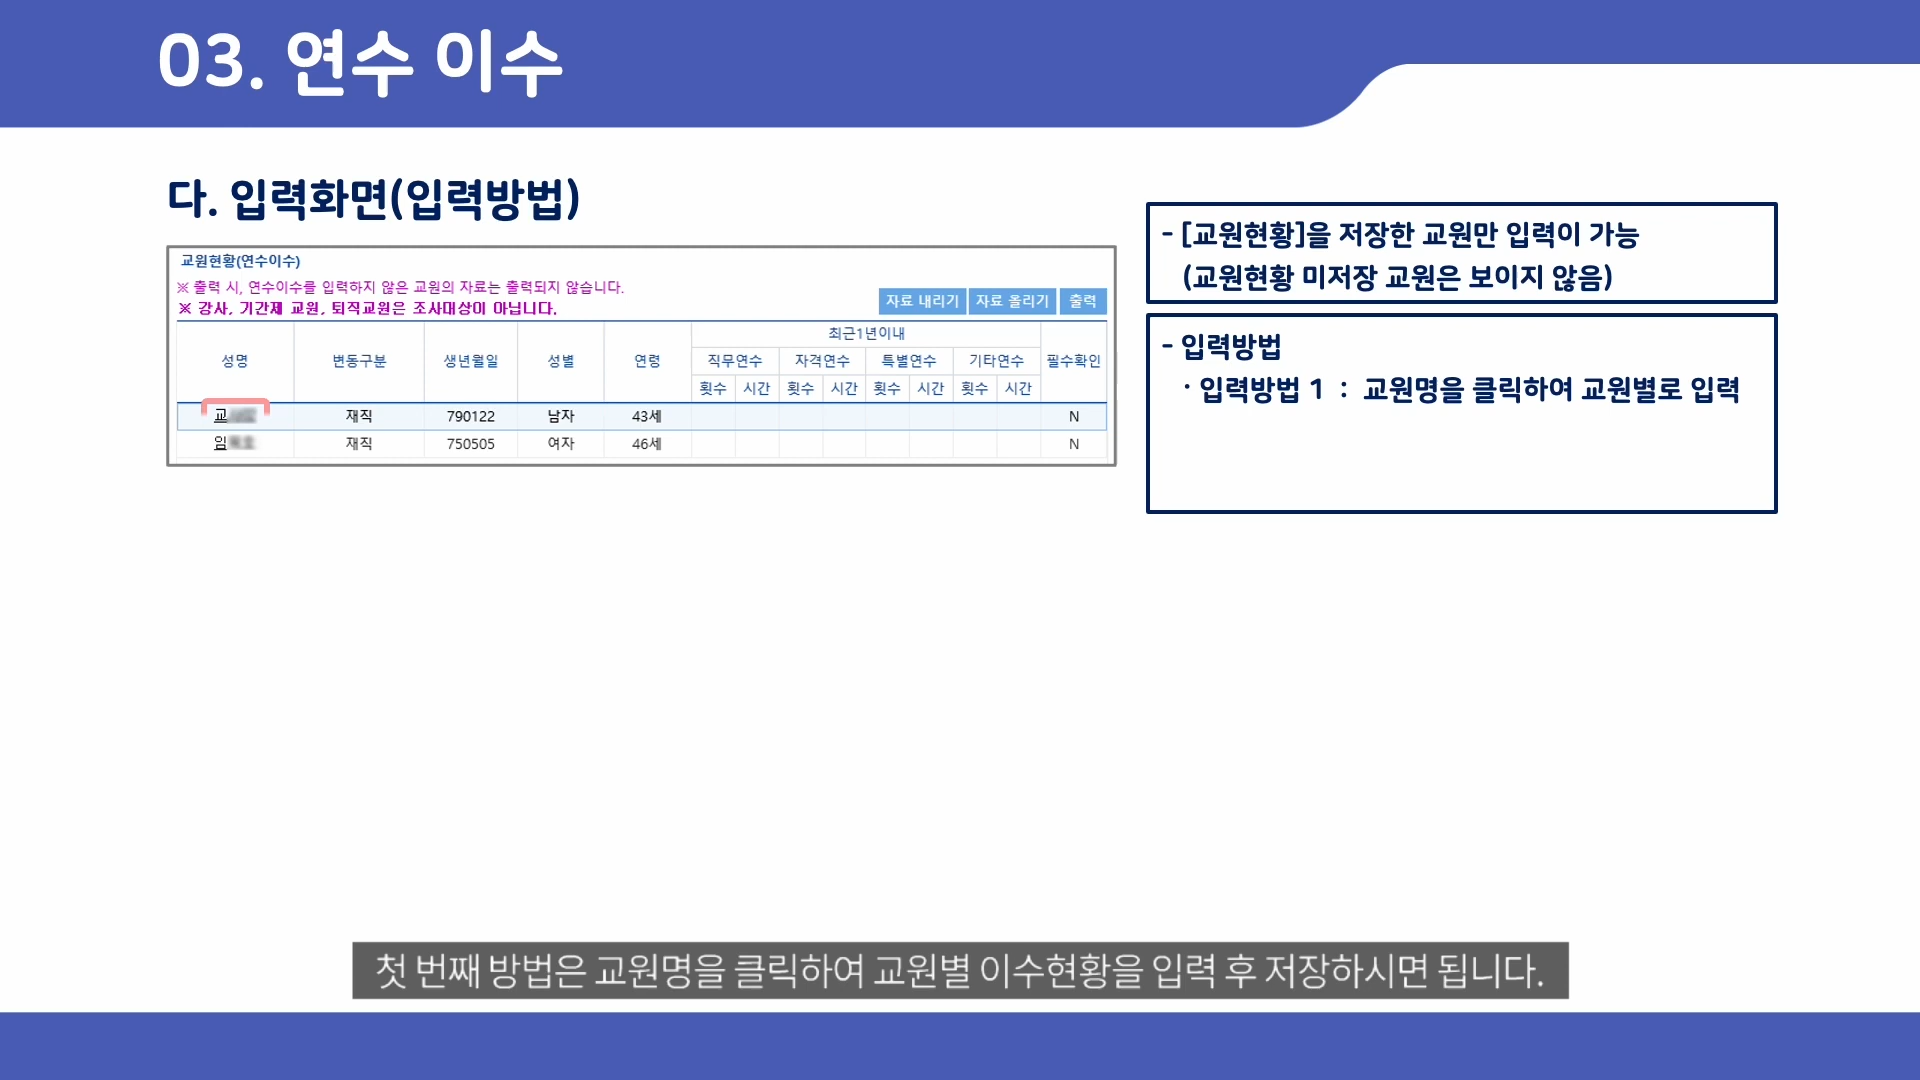 03. 연수 이수
다. 입력화면(입력방법)
교원현황(연수이수)
※ 출력 시, 연수이수를 입력하지 않은 교원의 자료는 출력되지 않습니다.
※ 강사, 기간제 교원, 퇴직교원은 조사대상이 아닙니다.
자료 내리기 자료 올리기 출력
최근1년이내
성명 변동구분 생년월일 성별 연령 직무연수 자격연수 특별연수 기타연수 필수확인
횟수 시간 횟수 시간 횟수 시간 횟수 시간
교 재직 790122 남자 43세 N
임 재직 750505 여자 46세 N
- [교원현황]을 저장한 교원만 입력이 가능
(교원현황 미저장 교원은 보이지 않음)
- 입력방법
· 입력방법 1 : 교원명을 클릭하여 교원별로 입력
첫 번째 방법은 교원명을 클릭하여 교원별 이수현황을 입력 후 저장하시면 됩니다.